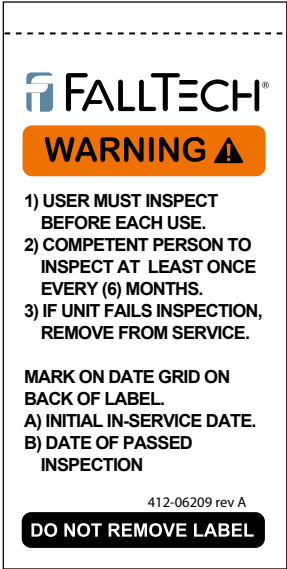 FALLTECH®
WARNING
1) USER MUST INSPECT
BEFORE EACH USE.
2) COMPETENT PERSON TO
INSPECT AT LEAST ONCE
EVERY (6) MONTHS.
3) IF UNIT FAILS INSPECTION,
REMOVE FROM SERVICE.
MARK ON DATE GRID ON
BACK OF LABEL.
A) INITIAL IN-SERVICE DATE.
B) DATE OF PASSED
INSPECTION
412-06209 rev A
DO NOT REMOVE LABEL